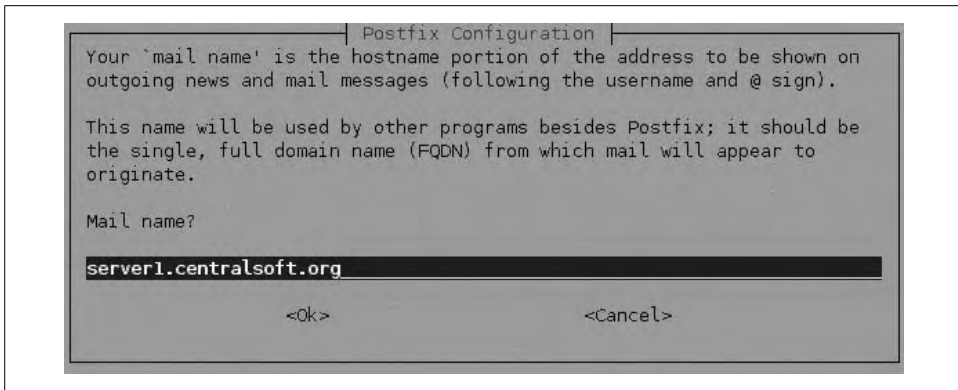 Postfix Configuration
Your `mail name' is the hostname portion of the address to be shown on
outgoing news and mail messages (following the username and @ sign).
This name will be used by other programs besides Postfix; it should be
the single, full domain name (FQDN) from which mail will appear to
originate.
Mail name?
server1.centralsoft.org
<Ok> <Cancel>